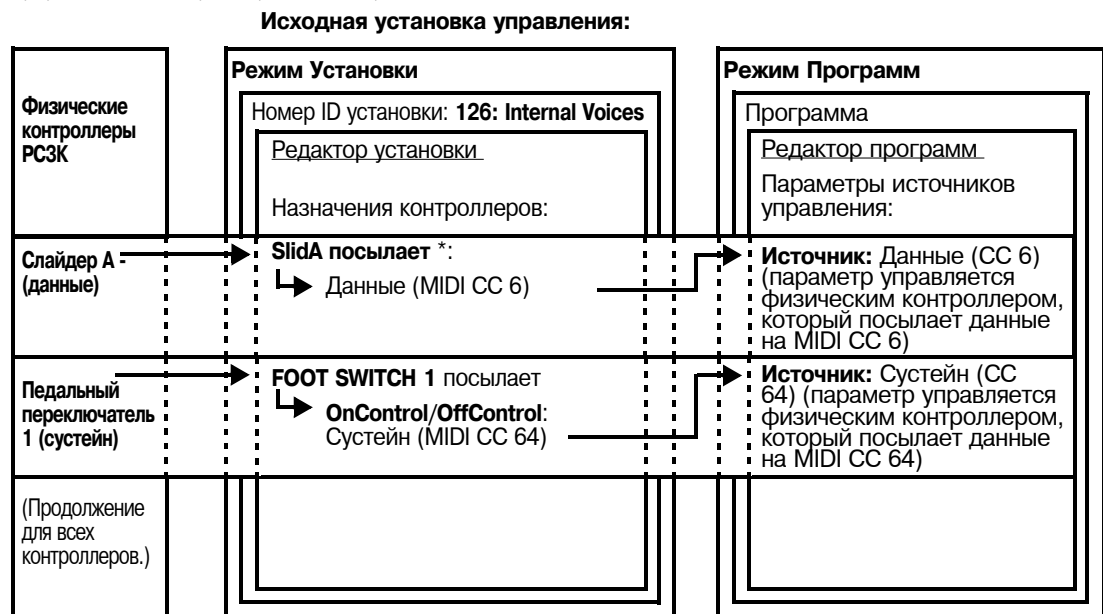 Исходная установка управления:
Физические
контроллеры
PC3K
Режим Установки
Номер ID установки: 126: Internal Voices
Редактор установки
Назначения контроллеров:
Режим Программ
Программа
Редактор программ
Параметры источников
управления:
Слайдер A -
(данные)
SlidA посылает *:
Данные (MIDI CC 6)
Источник: Данные (CC 6)
(параметр управляется
физическим контроллером,
который посылает данные
на MIDI CC 6)
Педальный
переключатель
1 (сустейн)
FOOT SWITCH 1 посылает
OnControl/OffControl:
Сустейн (MIDI CC 64)
Источник: Сустейн (CC
64) (параметр управляется
физическим контроллером,
который посылает данные
на MIDI CC 64)
(Продолжение
для всех
контроллеров.)